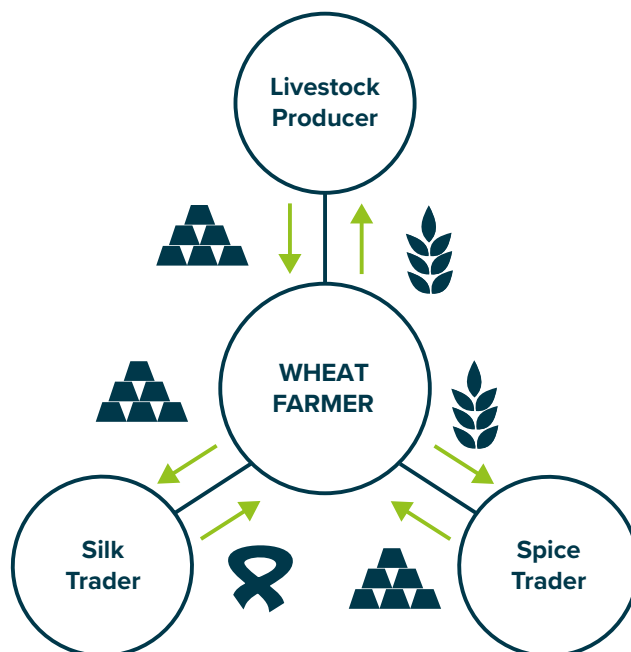 Livestock
Producer
WHEAT
FARMER
Silk
Trader
Spice
Trader